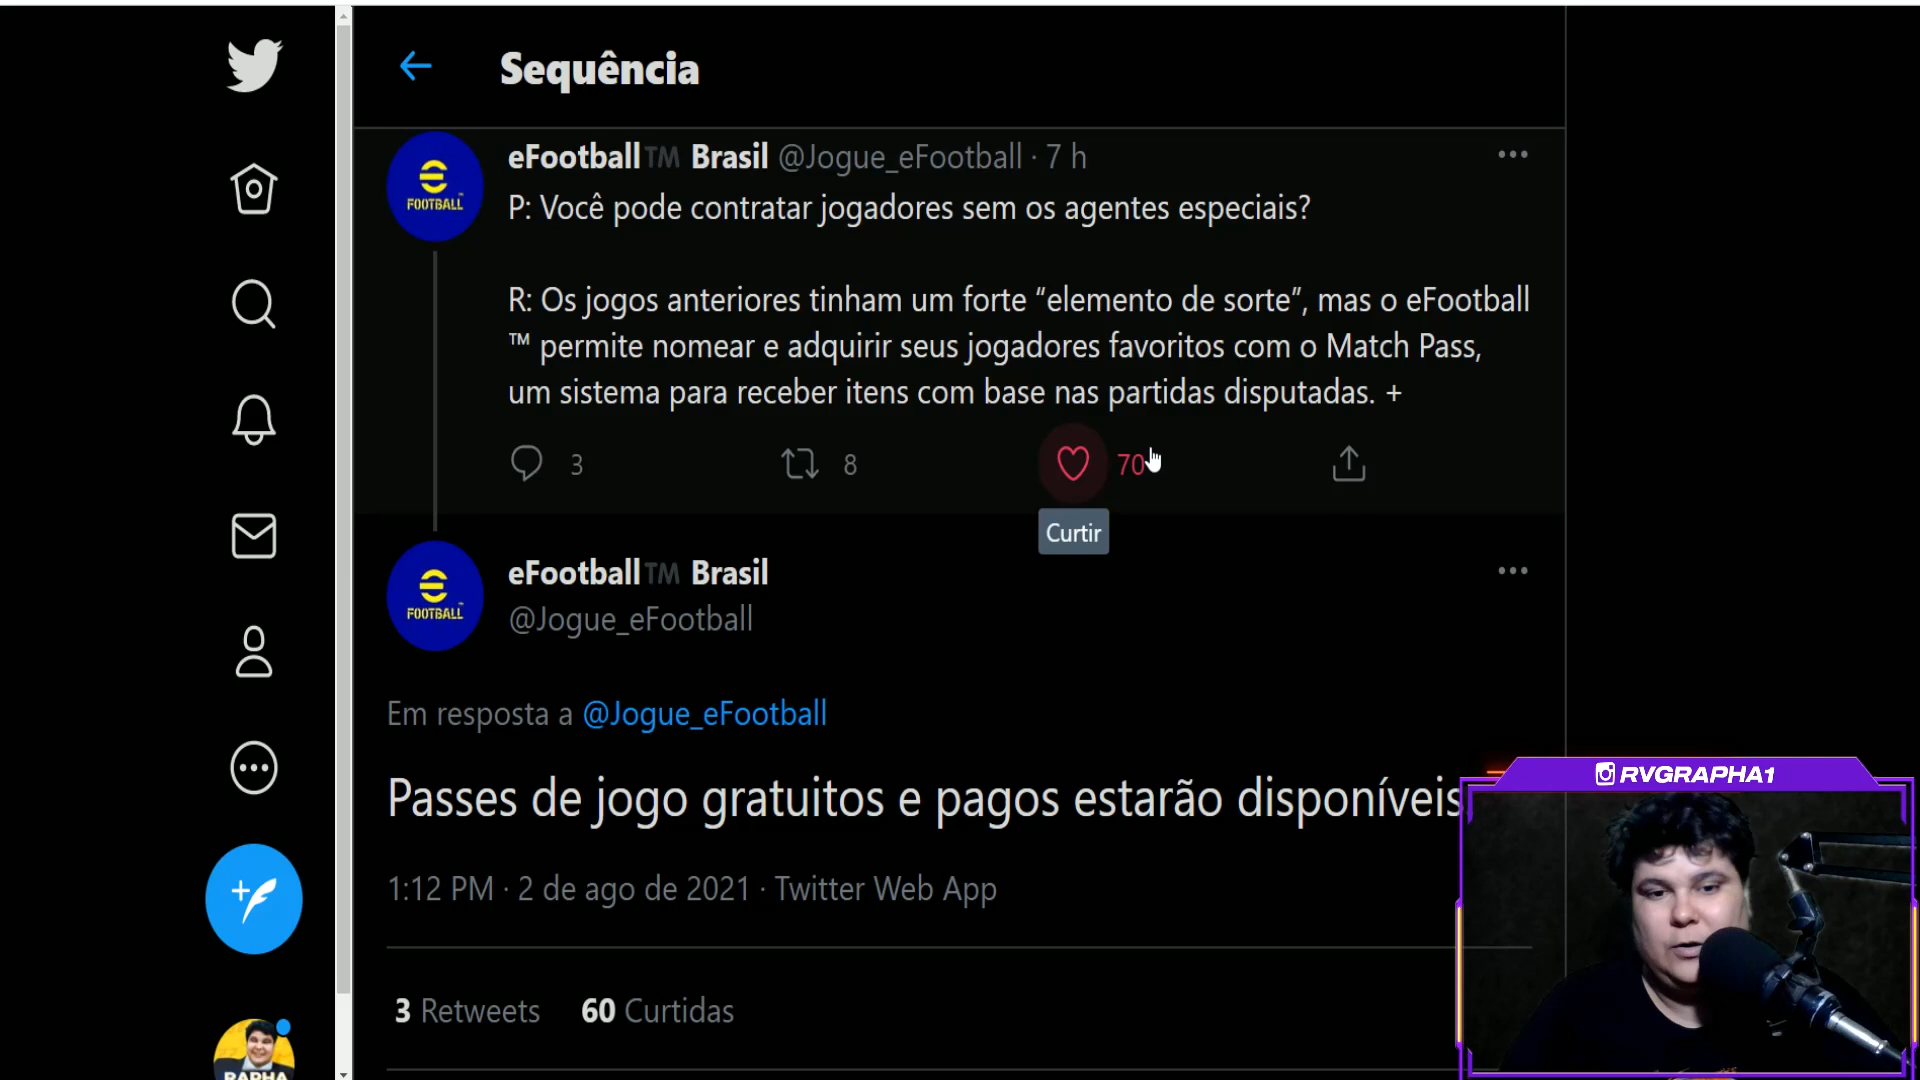 Sequência
eFootball™ Brasil @Jogue_eFootball · 7 h
P: Você pode contratar jogadores sem os agentes especiais?
R: Os jogos anteriores tinham um forte “elemento de sorte”, mas o eFootball
™ permite nomear e adquirir seus jogadores favoritos com o Match Pass,
um sistema para receber itens com base nas partidas disputadas. +
3 8 70
Curtir
FOOTBALL
eFootball™ Brasil
@Jogue_eFootball
FOOTBALL
Em resposta a @Jogue_eFootball
Passes de jogo gratuitos e pagos estarão disponíveis
1:12 PM · 2 de ago de 2021 · Twitter Web App
3 Retweets 60 Curtidas
RVGRAPHA1
RAPHA